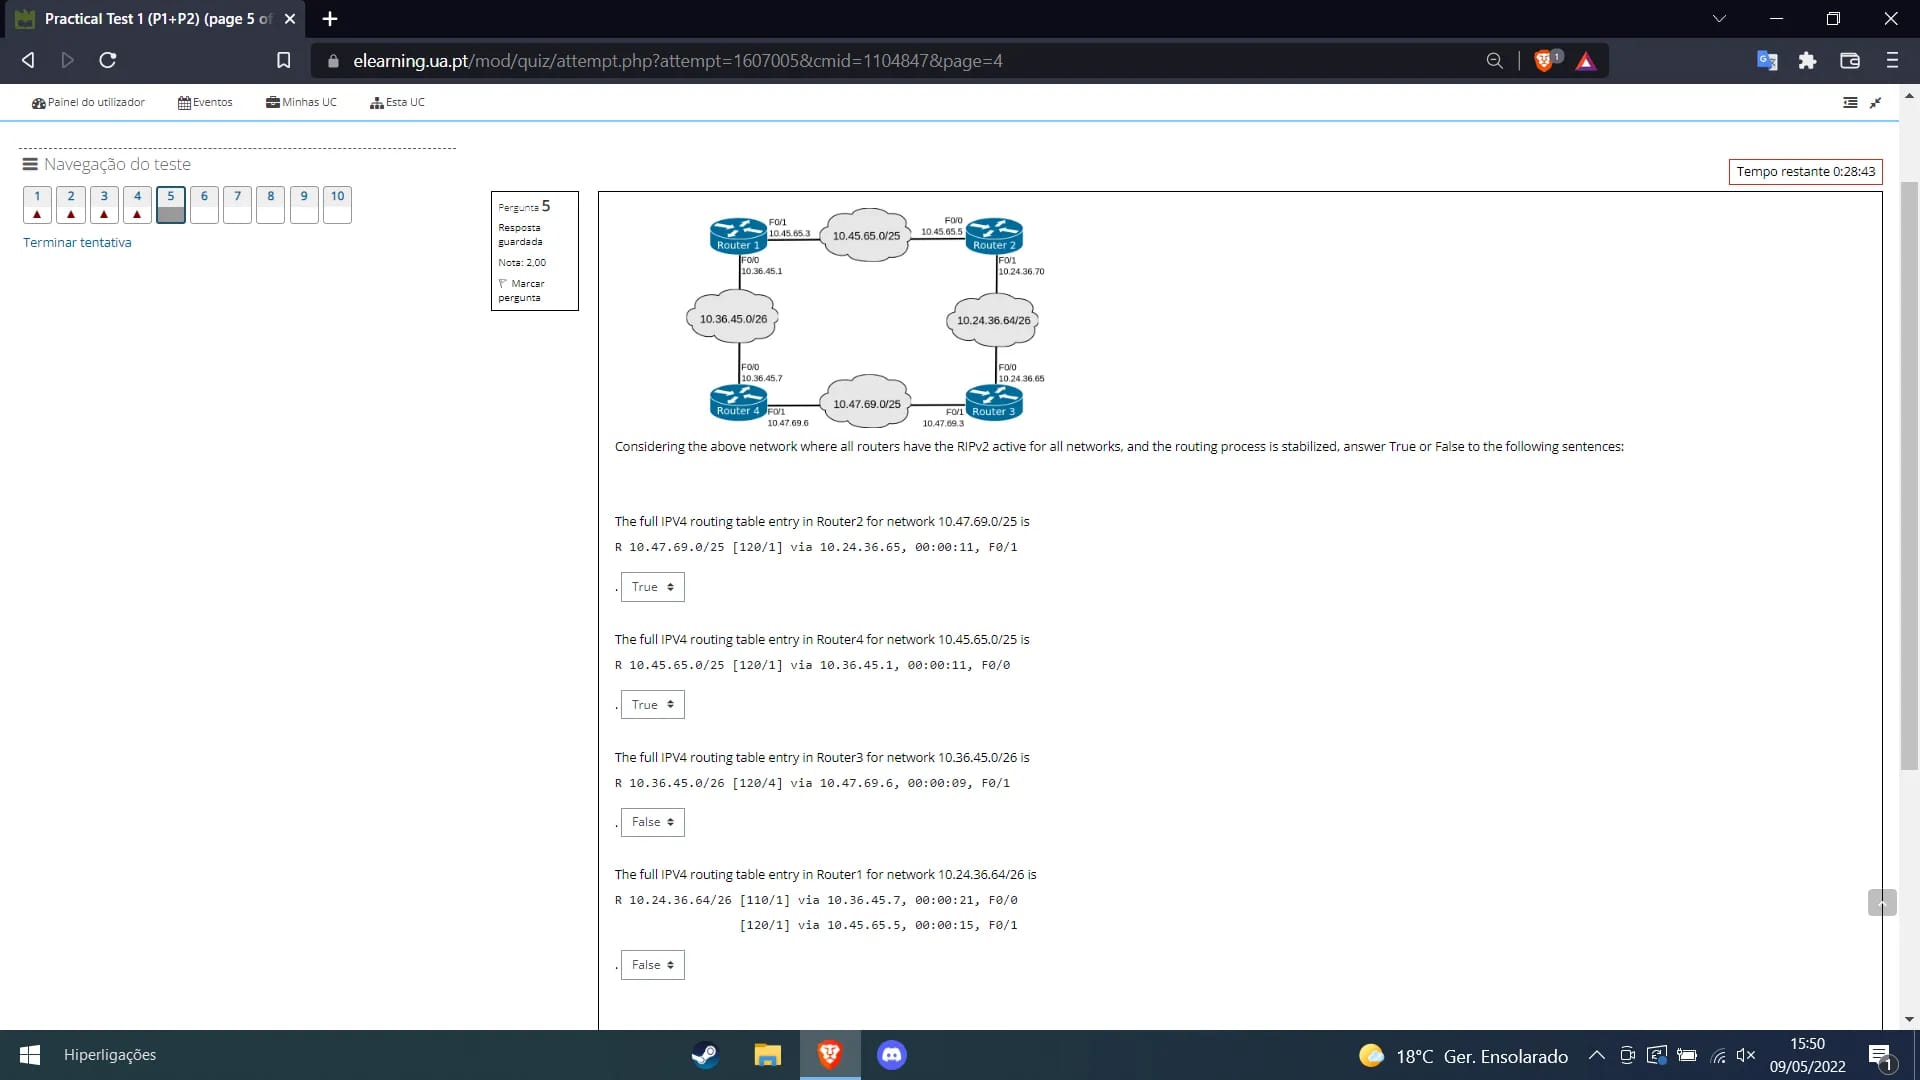 Practical Test 1 (P1+P2) (page 5 of
elearning.ua.pt/mod/quiz/attempt.php?attempt=1607005&cmid=1104847&page=4
1
Painel do utilizador
Eventos
Minhas UC
Esta UC
Navegação do teste
1 2 3 4 5 6 7 8 9 10
Terminar tentativa
Tempo restante 0:28:43
Pergunta 5
Resposta
guardada
Nota: 2,00
Marcar
pergunta
F0/1
10.45.65.3
Router 1
10.45.65.0/25
F0/0
10.45.65.5
Router 2
F0/0
10.36.45.1
F0/1
10.24.36.70
10.36.45.0/26
10.24.36.64/26
F0/0
10.36.45.7
F0/0
10.24.36.65
Router 4
F0/1
10.47.69.6
10.47.69.0/25
F0/1
10.47.69.3
Router 3
Considering the above network where all routers have the RIPv2 active for all networks, and the routing process is stabilized, answer True or False to the following sentences:
The full IPV4 routing table entry in Router2 for network 10.47.69.0/25 is
R 10.47.69.0/25 [120/1] via 10.24.36.65, 00:00:11, F0/1
. True
The full IPV4 routing table entry in Router4 for network 10.45.65.0/25 is
R 10.45.65.0/25 [120/1] via 10.36.45.1, 00:00:11, F0/0
. True
The full IPV4 routing table entry in Router3 for network 10.36.45.0/26 is
R 10.36.45.0/26 [120/4] via 10.47.69.6, 00:00:09, F0/1
. False
The full IPV4 routing table entry in Router1 for network 10.24.36.64/26 is
R 10.24.36.64/26 [110/1] via 10.36.45.7, 00:00:21, F0/0
[120/1] via 10.45.65.5, 00:00:15, F0/1
. False
Hiperligações
18°C Ger. Ensolarado
15:50
09/05/2022
1